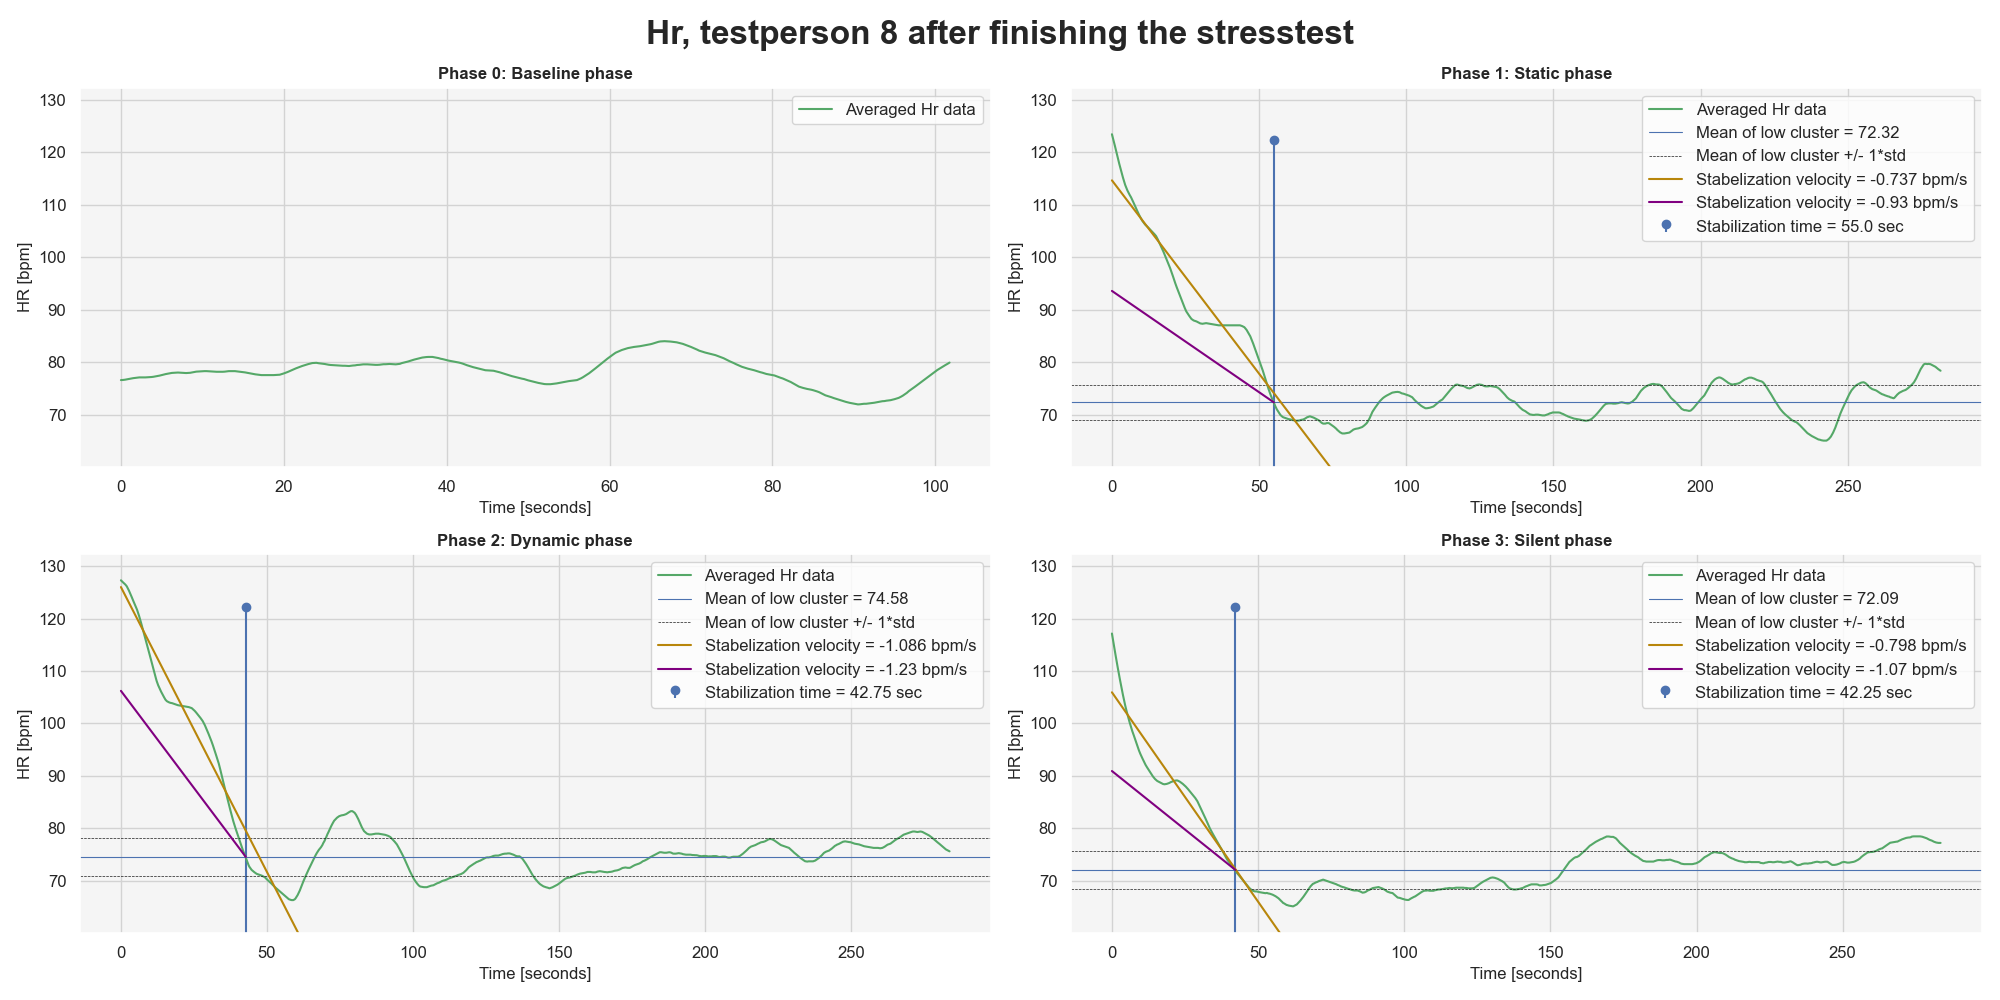 Hr, testperson 8 after finishing the stresstest
Phase 0: Baseline phase
HR [bpm]
130
120
110
100
90
80
70
Averaged Hr data
0 20 40 60 80 100
Time [seconds]
Phase 1: Static phase
HR [bpm]
130
120
110
100
90
80
70
Averaged Hr data
Mean of low cluster = 72.32
Mean of low cluster +/- 1*std
Stabelization velocity = -0.737 bpm/s
Stabelization velocity = -0.93 bpm/s
Stabilization time = 55.0 sec
0 50 100 150 200 250
Time [seconds]
Phase 2: Dynamic phase
HR [bpm]
130
120
110
100
90
80
70
Averaged Hr data
Mean of low cluster = 74.58
Mean of low cluster +/- 1*std
Stabelization velocity = -1.086 bpm/s
Stabelization velocity = -1.23 bpm/s
Stabilization time = 42.75 sec
0 50 100 150 200 250
Time [seconds]
Phase 3: Silent phase
HR [bpm]
130
120
110
100
90
80
70
Averaged Hr data
Mean of low cluster = 72.09
Mean of low cluster +/- 1*std
Stabelization velocity = -0.798 bpm/s
Stabelization velocity = -1.07 bpm/s
Stabilization time = 42.25 sec
0 50 100 150 200 250
Time [seconds]